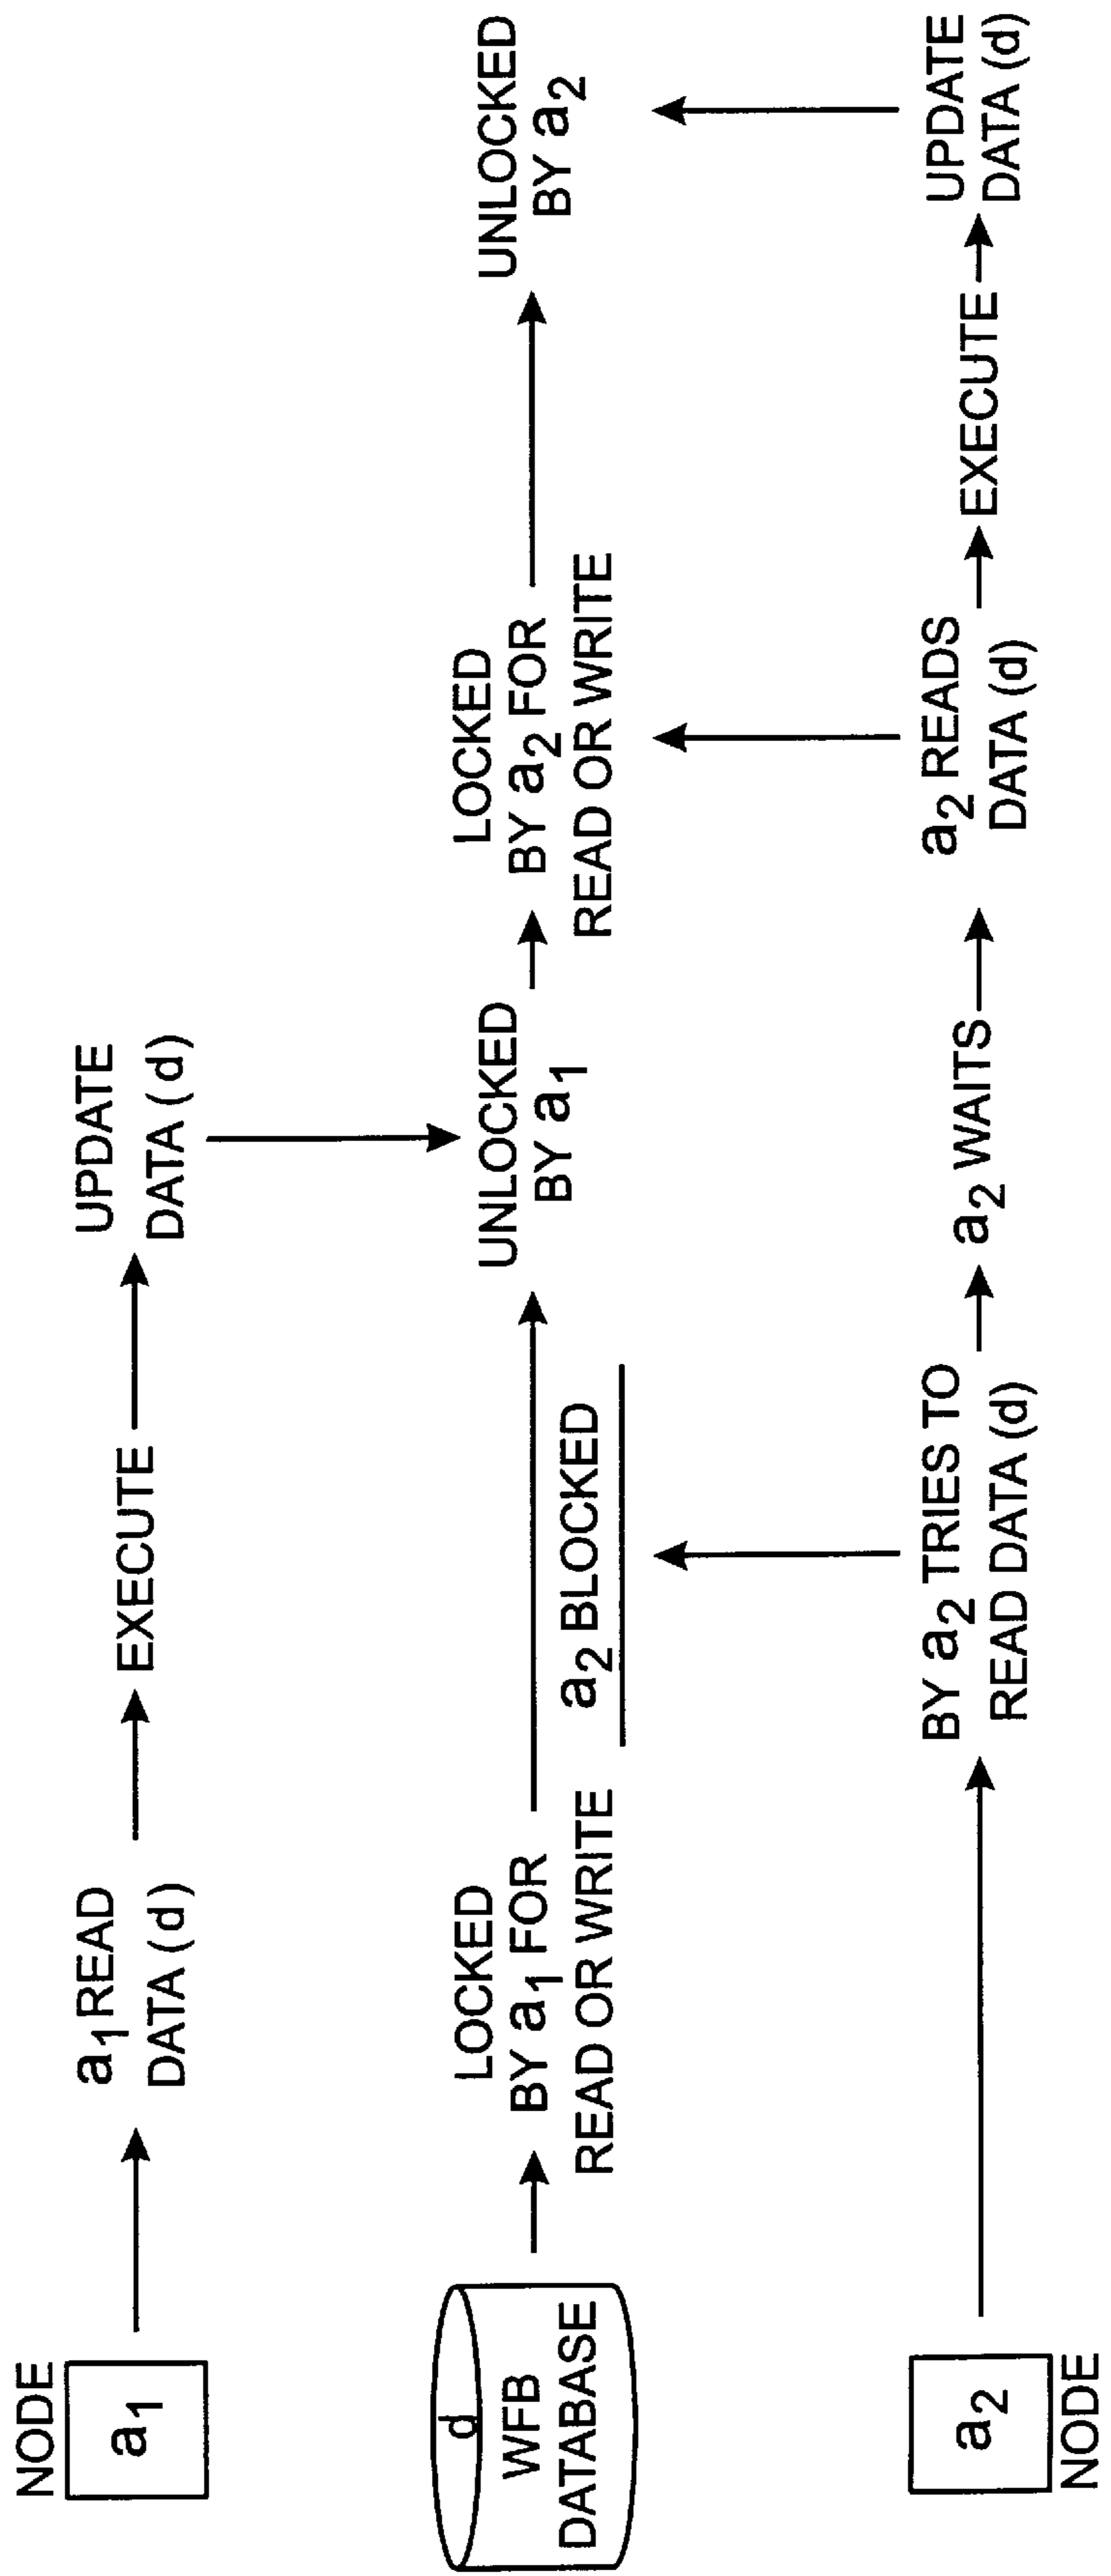 NODE
a1
a1 READ
DATA (d)
EXECUTE
UPDATE
DATA (d)
d
WFB
DATABASE
LOCKED
BY a1 FOR
READ OR WRITE
a2 BLOCKED
UNLOCKED
BY a1
LOCKED
BY a2 FOR
READ OR WRITE
UNLOCKED
BY a2
a2
NODE
BY a2 TRIES TO
READ DATA (d)
a2 WAITS
a2 READS
DATA (d)
EXECUTE
UPDATE
DATA (d)